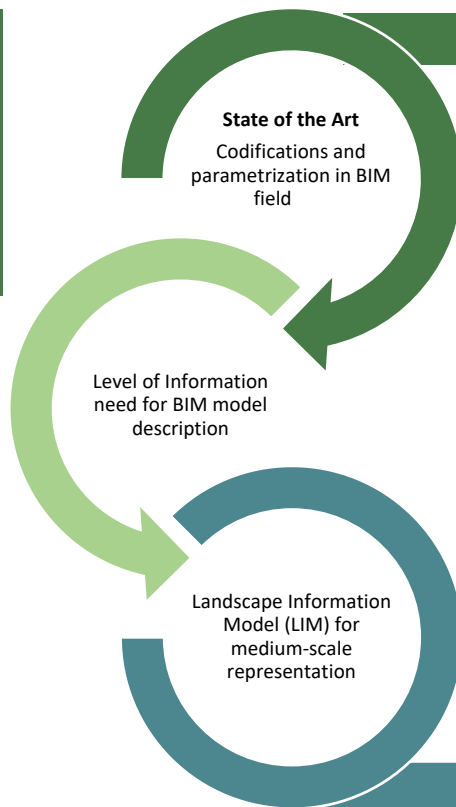 State of the Art
Codifications and
parametrization in BIM
field
Level of Information
need for BIM model
description
Landscape Information
Model (LIM) for
medium-scale
representation